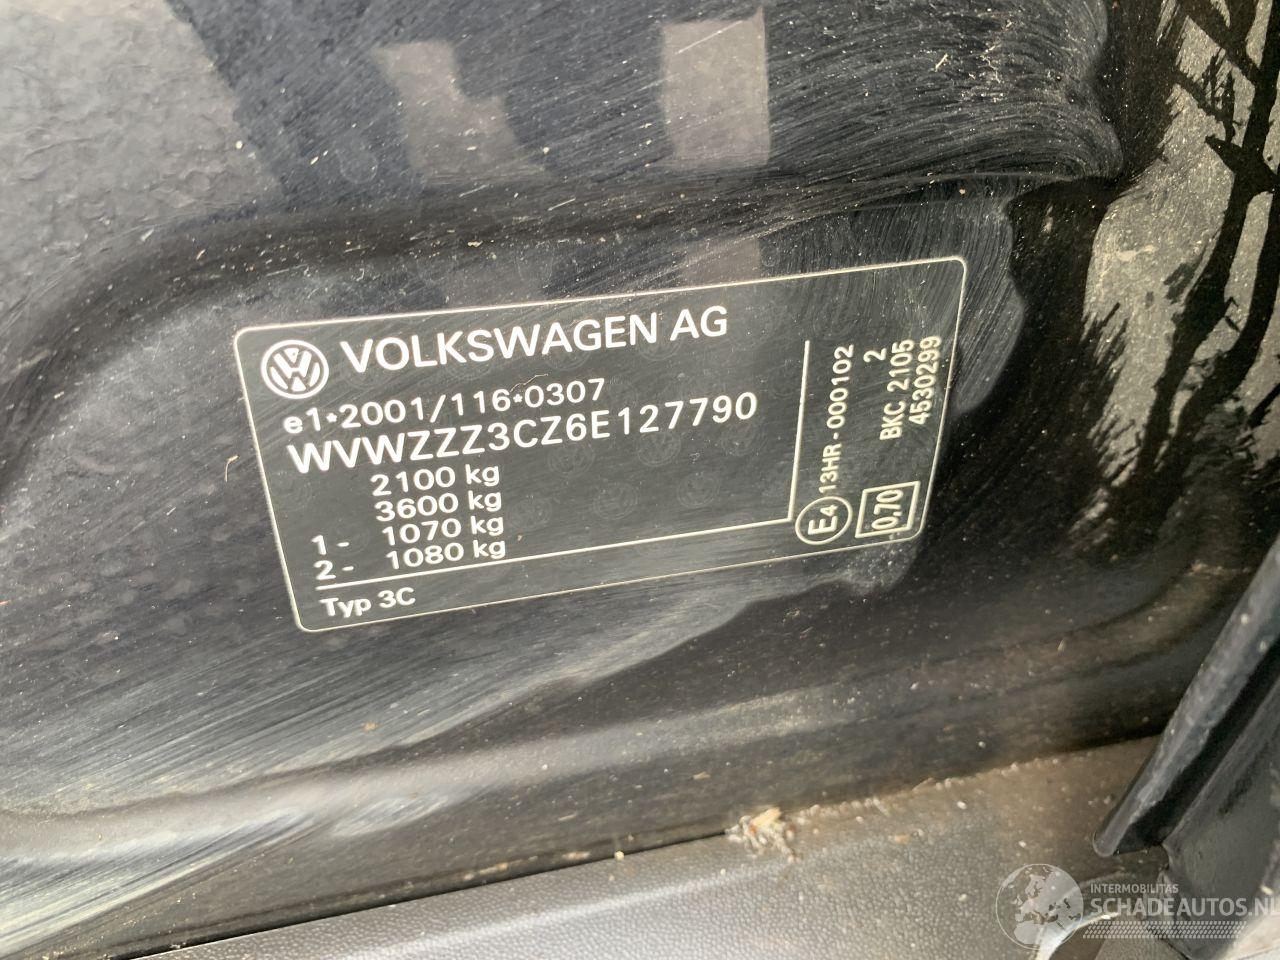 VOLKSWAGEN AG
e1*2001/116*0307
WVWZZZ3CZ6E127790
2100 kg
3600 kg
1 - 1070 kg
2 - 1080 kg
Typ 3C
E4 13HR-000102
2
BKC 2105
4530299
0,70
INTERMOBILITAS
SCHADEAUTOS.NL